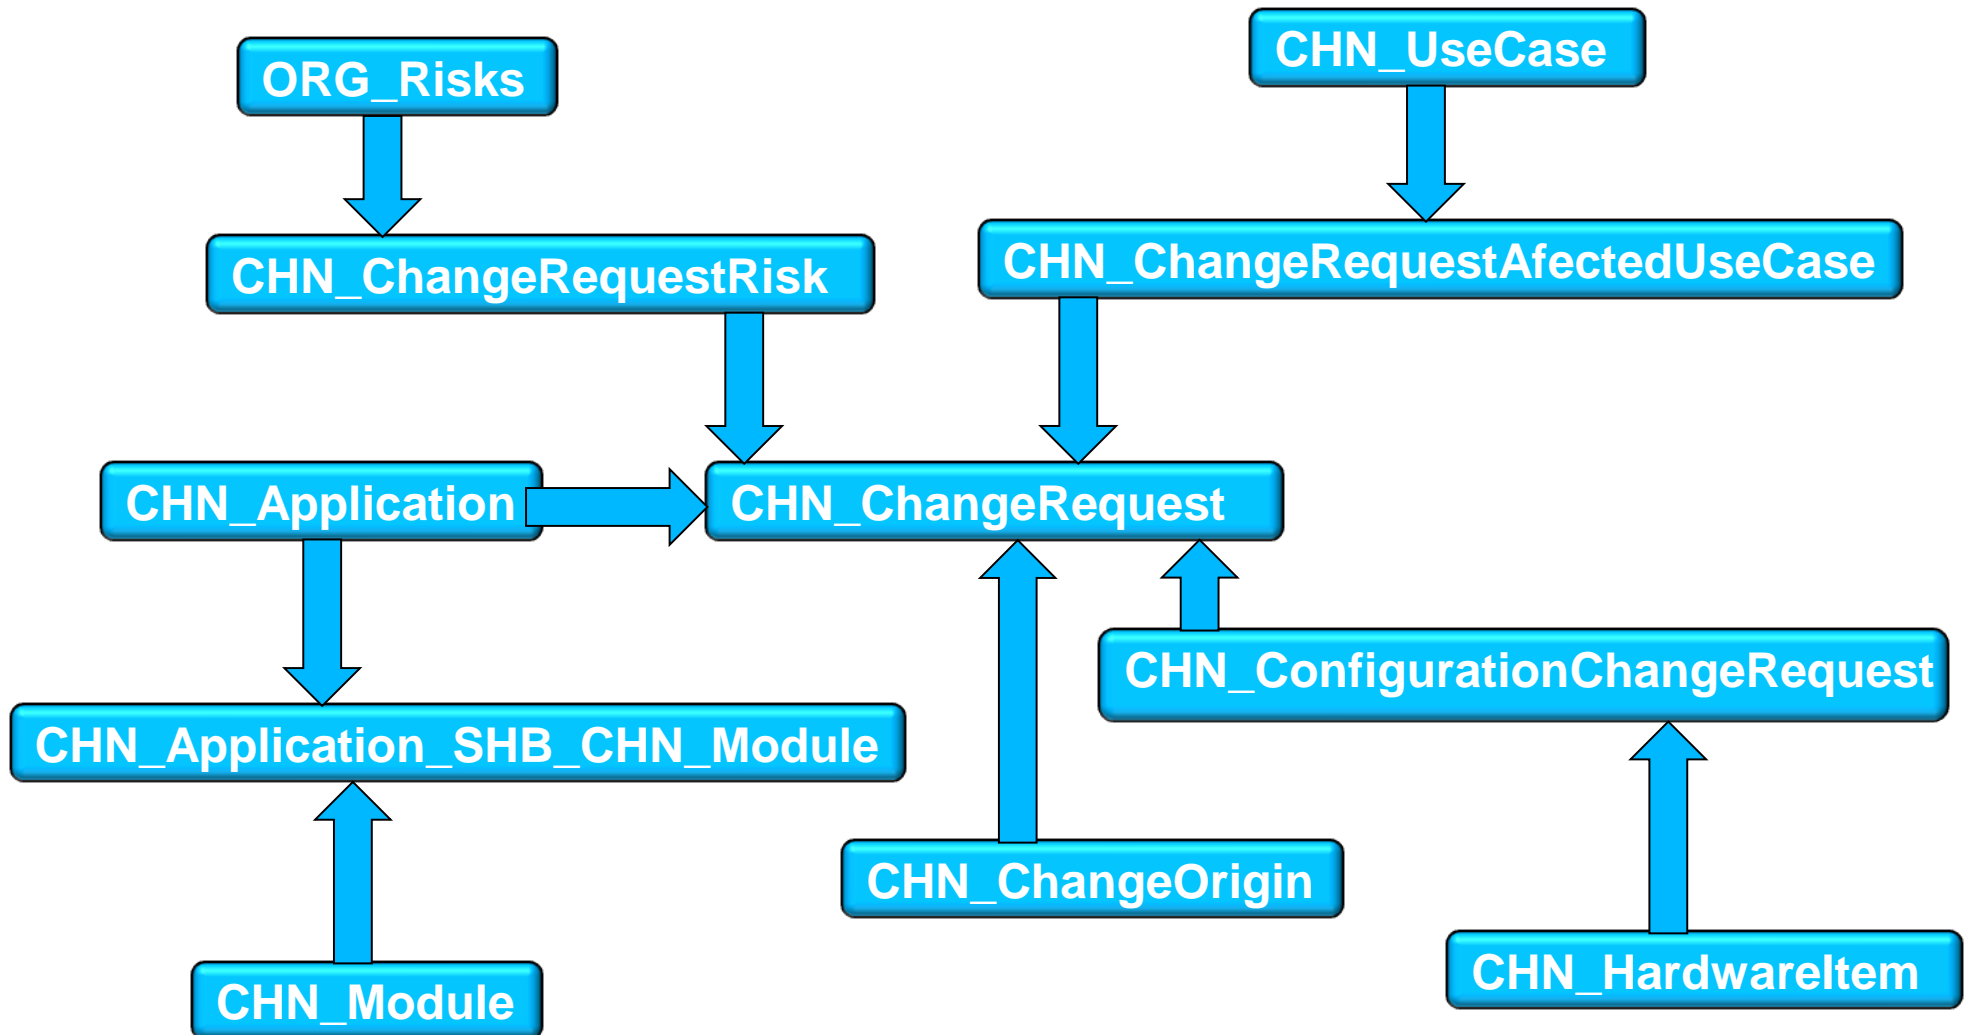 CHN_UseCase
ORG_Risks
CHN_ChangeRequestRisk
CHN_ChangeRequestAfectedUseCase
CHN_Application
CHN_ChangeRequest
CHN_ConfigurationChangeRequest
CHN_Application_SHB_CHN_Module
CHN_ChangeOrigin
CHN_HardwareItem
CHN_Module